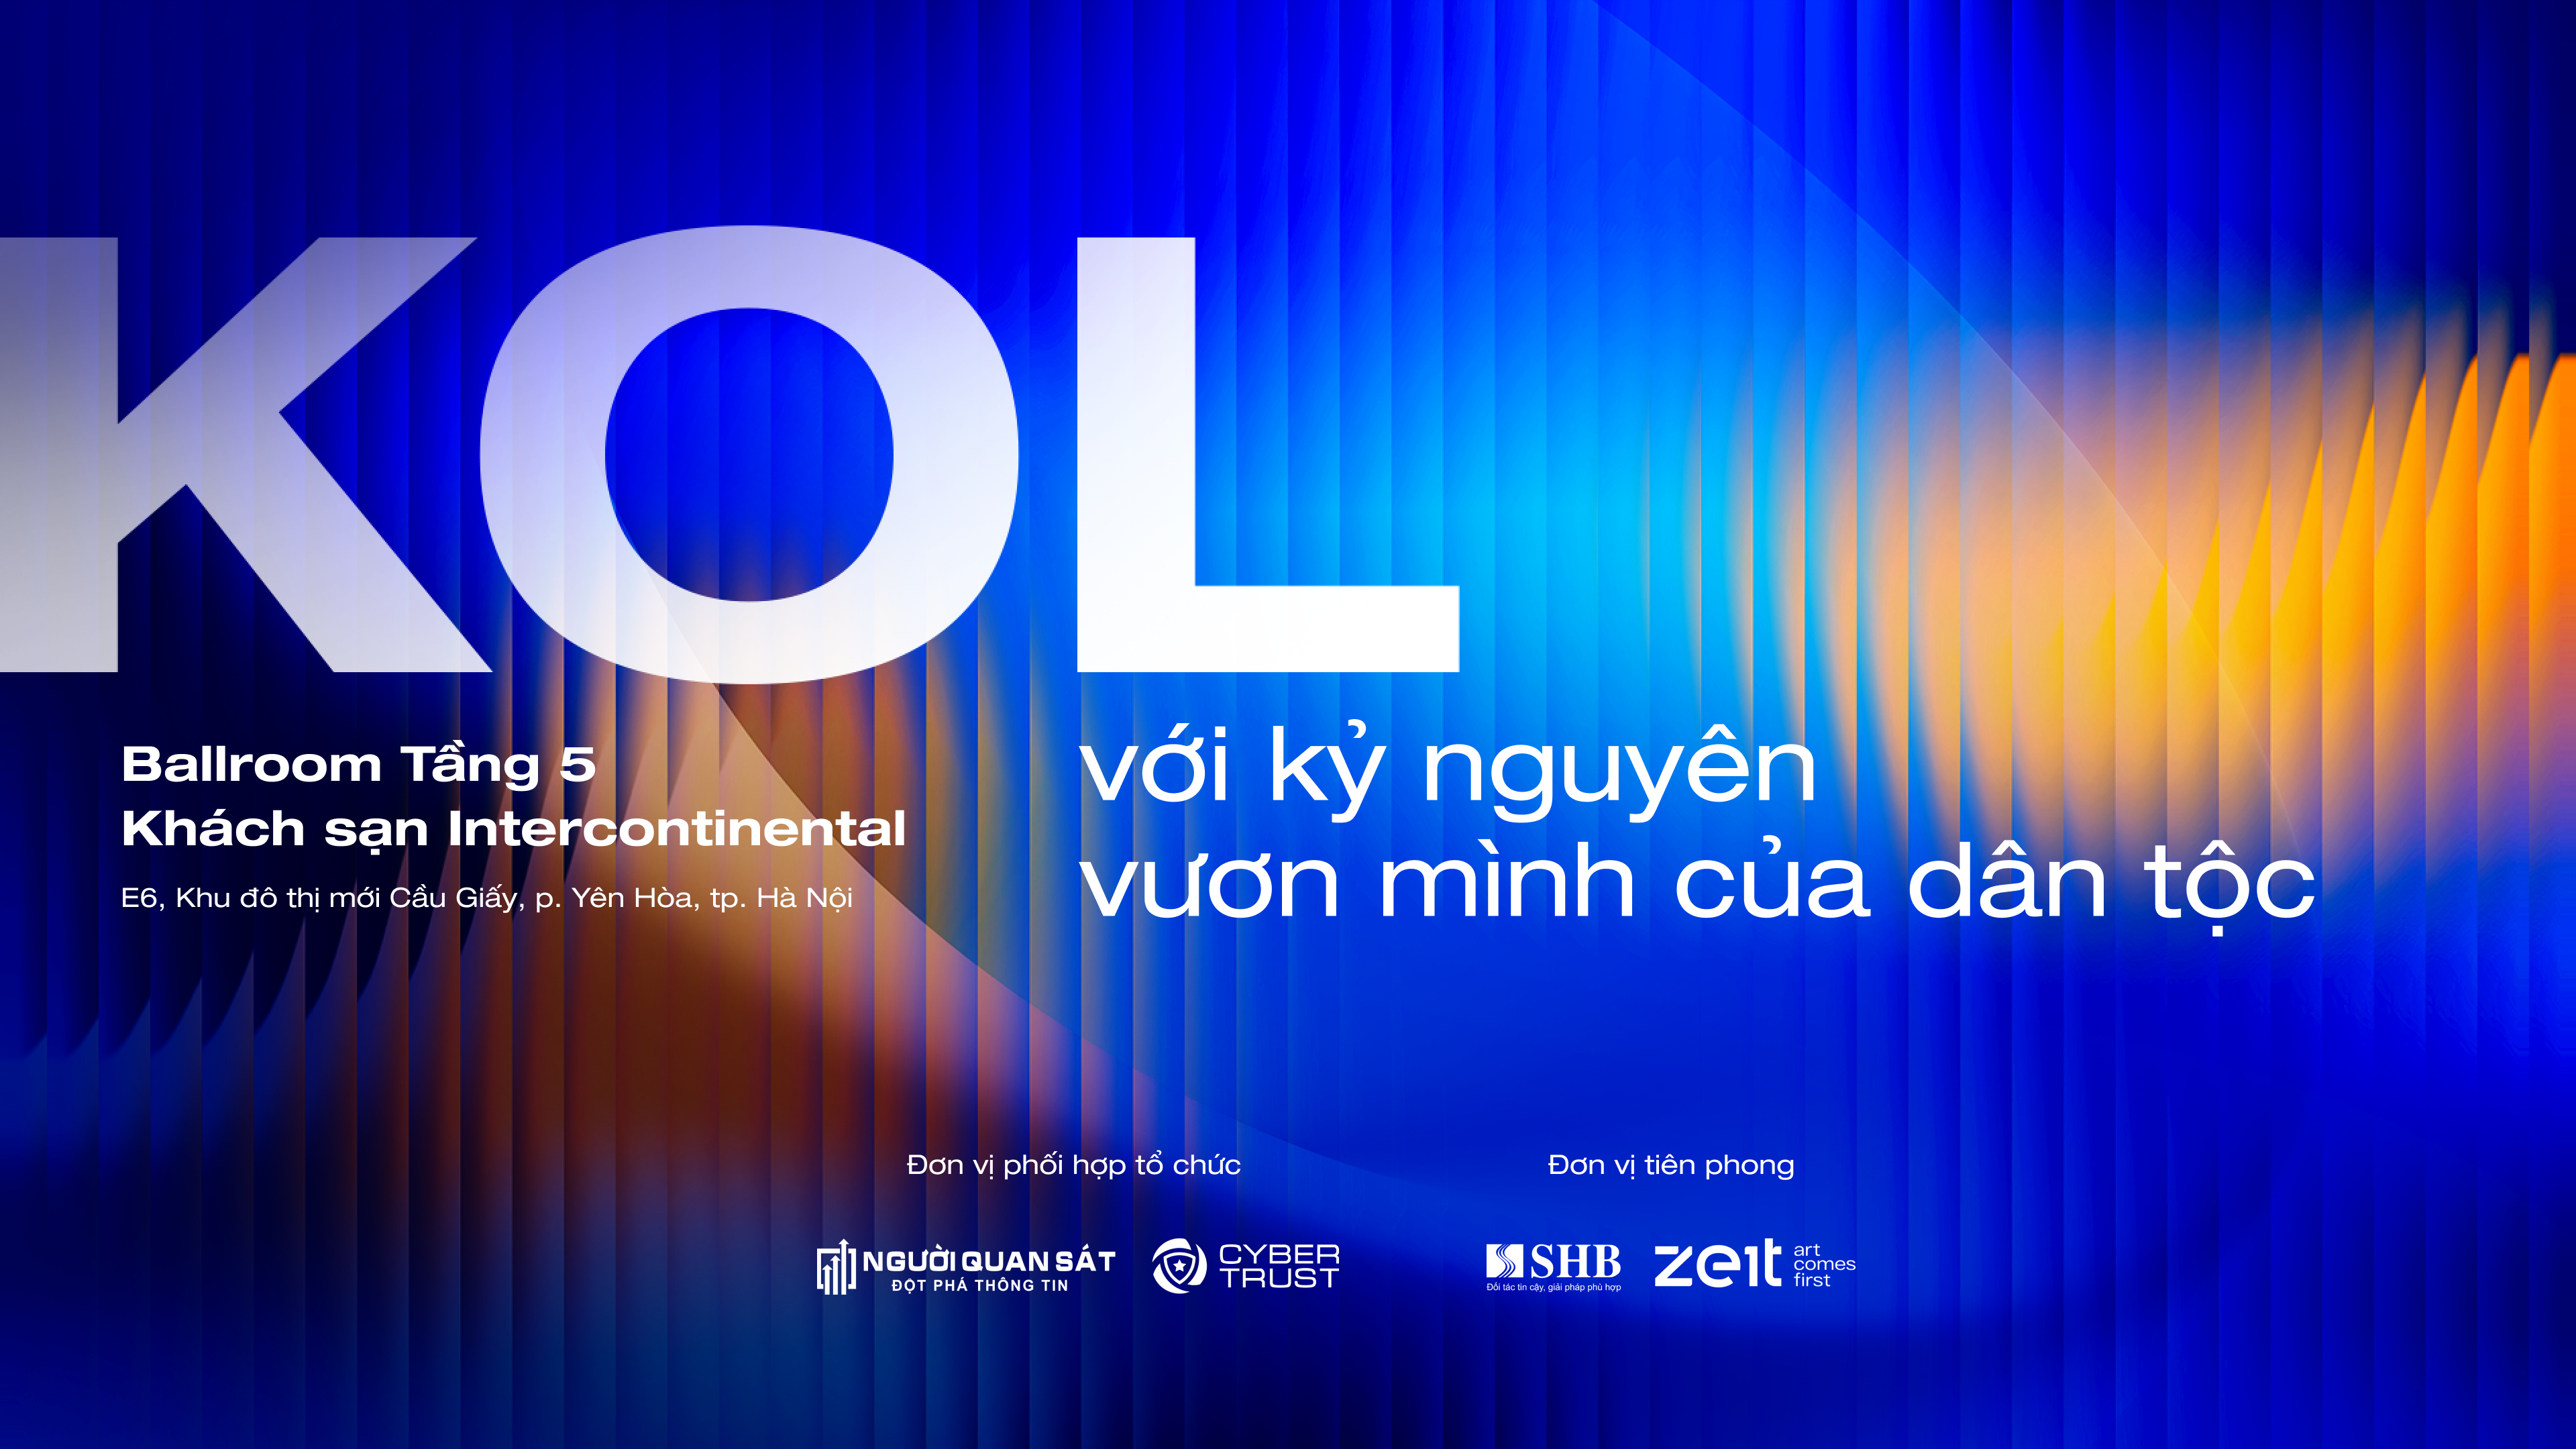 KOL
với kỷ nguyên
vươn mình của dân tộc
Ballroom Tầng 5
Khách sạn Intercontinental
E6, Khu đô thị mới Cầu Giấy, p. Yên Hòa, tp. Hà Nội
Đơn vị phối hợp tổ chức
NGƯỜI QUAN SÁT
ĐỘT PHÁ THÔNG TIN
CYBER
TRUST
Đơn vị tiên phong
SHB
Đối tác tin cậy, giải pháp phù hợp
zeit
art
comes
first